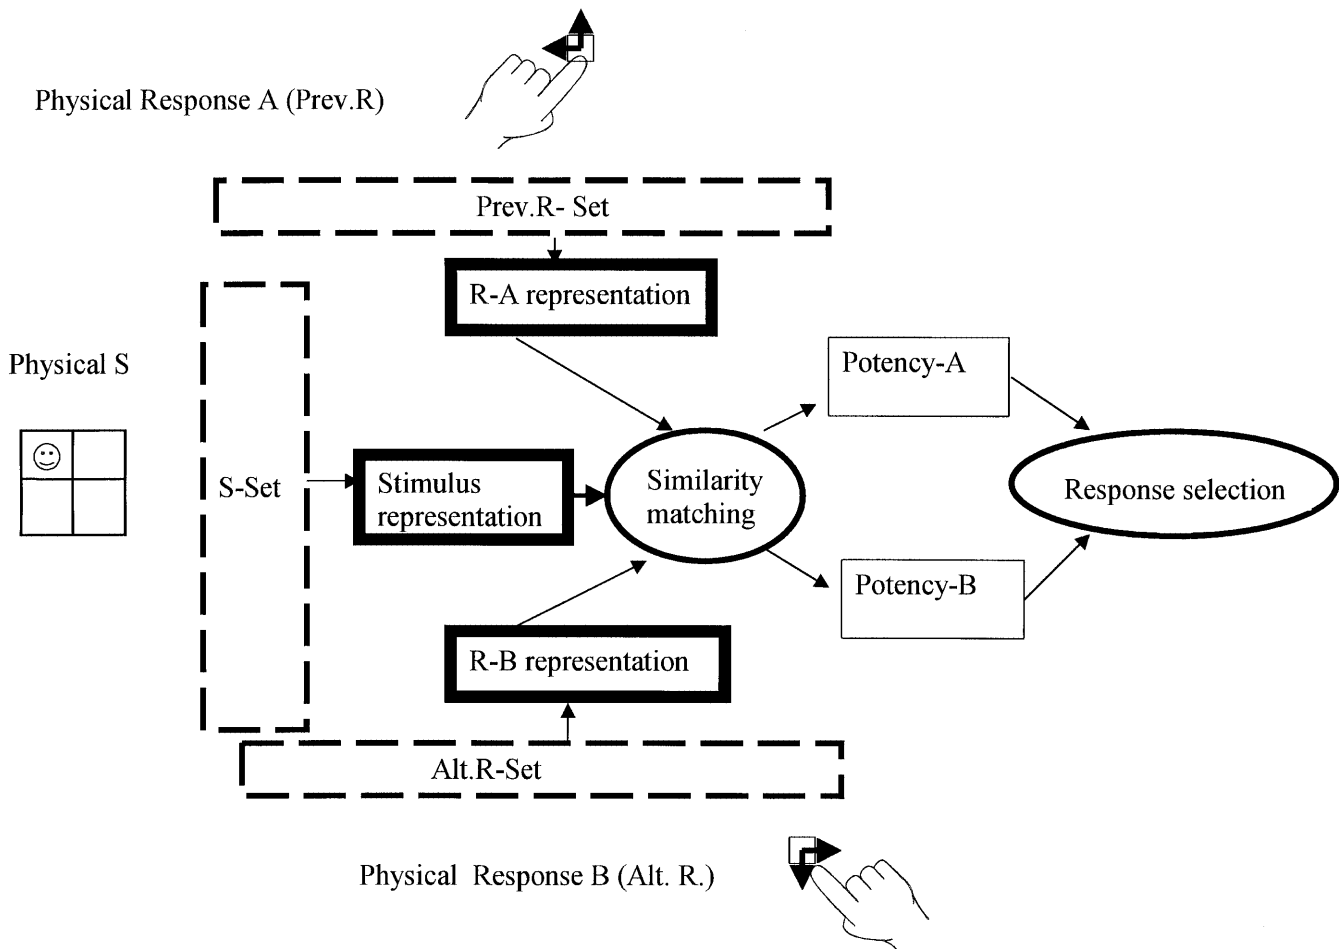 Physical Response A (Prev.R)
Prev.R- Set
R-A representation
Physical S
Potency-A
S-Set
Stimulus
representation
Similarity
matching
Response selection
Potency-B
R-B representation
Alt.R-Set
Physical Response B (Alt. R.)